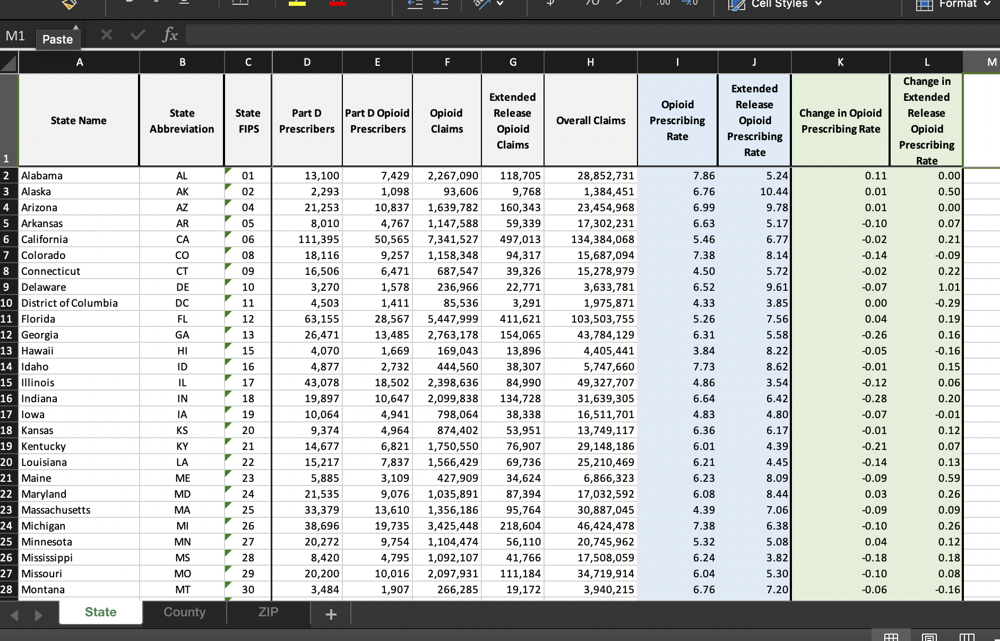 $ % .00 .0 Cell Styles Format
M1 Paste fx
A B C D E F G H I J K L M
1 State Name State Abbreviation State FIPS Part D Prescribers Part D Opioid Prescribers Opioid Claims Extended Release Opioid Claims Overall Claims Opioid Prescribing Rate Extended Release Opioid Prescribing Rate Change in Opioid Prescribing Rate Change in Extended Release Opioid Prescribing Rate
2 Alabama AL 01 13,100 7,429 2,267,090 118,705 28,852,731 7.86 5.24 0.11 0.00
3 Alaska AK 02 2,293 1,098 93,606 9,768 1,384,451 6.76 10.44 0.01 0.50
4 Arizona AZ 04 21,253 10,837 1,639,782 160,343 23,454,968 6.99 9.78 0.01 0.00
5 Arkansas AR 05 8,010 4,767 1,147,588 59,339 17,302,231 6.63 5.17 -0.10 0.07
6 California CA 06 111,395 50,565 7,341,527 497,013 134,384,068 5.46 6.77 -0.02 0.21
7 Colorado CO 08 18,116 9,257 1,158,348 94,317 15,687,094 7.38 8.14 -0.14 -0.09
8 Connecticut CT 09 16,506 6,471 687,547 39,326 15,278,979 4.50 5.72 -0.02 0.22
9 Delaware DE 10 3,270 1,578 236,966 22,771 3,633,781 6.52 9.61 -0.07 1.01
10 District of Columbia DC 11 4,503 1,411 85,536 3,291 1,975,871 4.33 3.85 0.00 -0.29
11 Florida FL 12 63,155 28,567 5,447,999 411,621 103,503,755 5.26 7.56 0.04 0.19
12 Georgia GA 13 26,471 13,485 2,763,178 154,065 43,784,129 6.31 5.58 -0.26 0.16
13 Hawaii HI 15 4,070 1,669 169,043 13,896 4,405,441 3.84 8.22 -0.05 -0.16
14 Idaho ID 16 4,877 2,732 444,560 38,307 5,747,660 7.73 8.62 -0.01 0.15
15 Illinois IL 17 43,078 18,502 2,398,636 84,990 49,327,707 4.86 3.54 -0.12 0.06
16 Indiana IN 18 19,897 10,647 2,099,838 134,728 31,639,305 6.64 6.42 -0.28 0.20
17 Iowa IA 19 10,064 4,941 798,064 38,338 16,511,701 4.83 4.80 -0.07 -0.01
18 Kansas KS 20 9,374 4,964 874,402 53,951 13,749,117 6.36 6.17 -0.01 0.12
19 Kentucky KY 21 14,677 6,821 1,750,550 76,907 29,148,186 6.01 4.39 -0.21 0.07
20 Louisiana LA 22 15,217 7,837 1,566,429 69,736 25,210,469 6.21 4.45 -0.14 0.13
21 Maine ME 23 5,885 3,109 427,909 34,624 6,866,323 6.23 8.09 -0.09 0.59
22 Maryland MD 24 21,535 9,076 1,035,891 87,394 17,032,592 6.08 8.44 0.03 0.26
23 Massachusetts MA 25 33,379 13,610 1,356,186 95,764 30,887,045 4.39 7.06 -0.09 0.09
24 Michigan MI 26 38,696 19,735 3,425,448 218,604 46,424,478 7.38 6.38 -0.10 0.26
25 Minnesota MN 27 20,272 9,754 1,104,474 56,110 20,745,962 5.32 5.08 0.04 0.12
26 Mississippi MS 28 8,420 4,795 1,092,107 41,766 17,508,059 6.24 3.82 -0.18 0.18
27 Missouri MO 29 20,200 10,016 2,097,931 111,184 34,719,914 6.04 5.30 -0.10 0.08
28 Montana MT 30 3,484 1,907 266,285 19,172 3,940,215 6.76 7.20 -0.06 -0.16
State County ZIP +